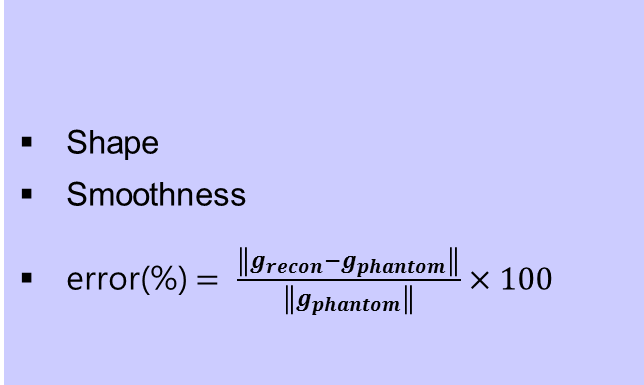 ▪ Shape
▪ Smoothness
▪ error(%) = ‖g_recon−g_phantom‖ / ‖g_phantom‖ × 100